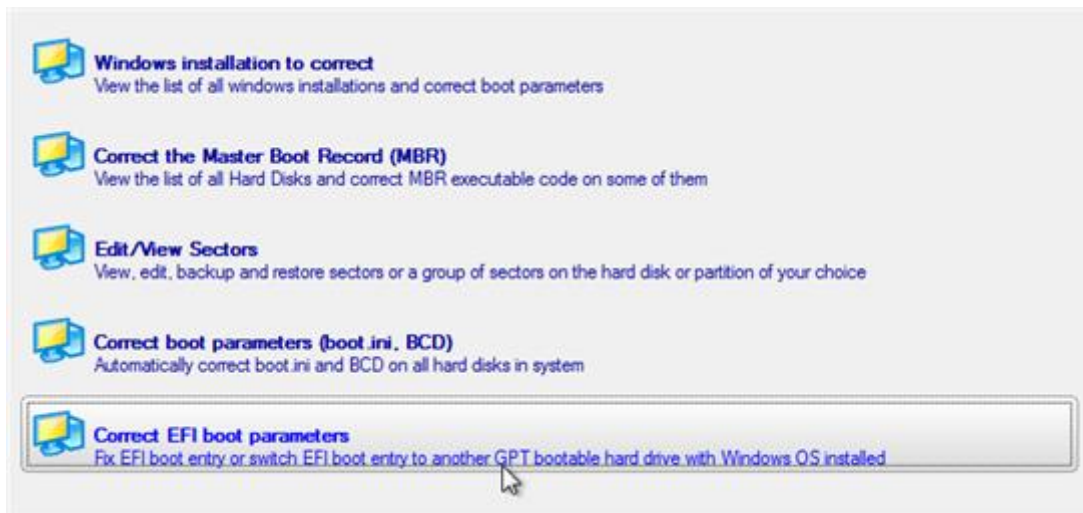 Windows installation to correct
View the list of all windows installations and correct boot parameters
Correct the Master Boot Record (MBR)
View the list of all Hard Disks and correct MBR executable code on some of them
Edit/View Sectors
View, edit, backup and restore sectors or a group of sectors on the hard disk or partition of your choice
Correct boot parameters (boot.ini, BCD)
Automatically correct boot.ini and BCD on all hard disks in system
Correct EFI boot parameters
Fix EFI boot entry or switch EFI boot entry to another GPT bootable hard drive with Windows OS installed